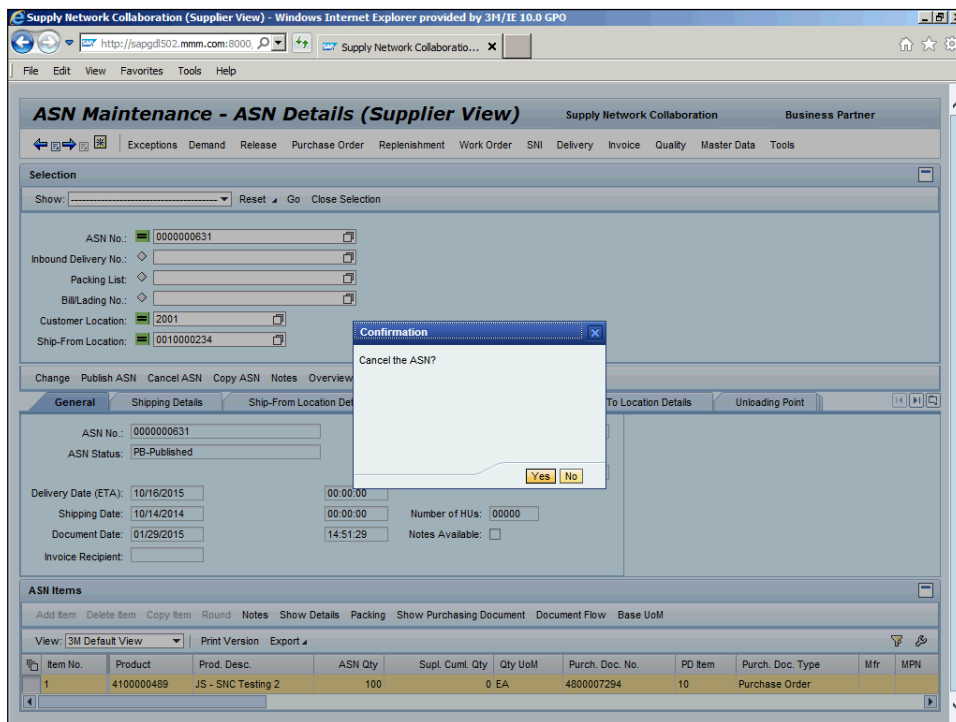 Supply Network Collaboration (Supplier View) - Windows Internet Explorer provided by 3M/IE 10.0 GPO
http://sapgdl502.mmm.com:8000, Supply Network Collaboratio...
File Edit View Favorites Tools Help
ASN Maintenance - ASN Details (Supplier View) Supply Network Collaboration Business Partner
Exceptions Demand Release Purchase Order Replenishment Work Order SNI Delivery Invoice Quality Master Data Tools
Selection
Show: Reset Go Close Selection
ASN No.: 0000000631
Inbound Delivery No.:
Packing List:
Bill/Lading No.:
Customer Location: 2001
Ship-From Location: 0010000234
Confirmation
Cancel the ASN?
Yes No
Change Publish ASN Cancel ASN Copy ASN Notes Overview
General Shipping Details Ship-From Location Det To Location Details Unloading Point
ASN No.: 0000000631
ASN Status: PB-Published
Delivery Date (ETA): 10/16/2015 00:00:00
Shipping Date: 10/14/2014 00:00:00 Number of HUs: 00000
Document Date: 01/29/2015 14:51:29 Notes Available:
Invoice Recipient:
ASN Items
Add Item Delete Item Copy Item Round Notes Show Details Packing Show Purchasing Document Document Flow Base UoM
View: 3M Default View Print Version Export
Item No. Product Prod. Desc. ASN Qty Supl. Cuml. Qty Qty UoM Purch. Doc. No. PD Item Purch. Doc. Type Mfr MPN
1 4100000489 JS - SNC Testing 2 100 0 EA 4800007294 10 Purchase Order